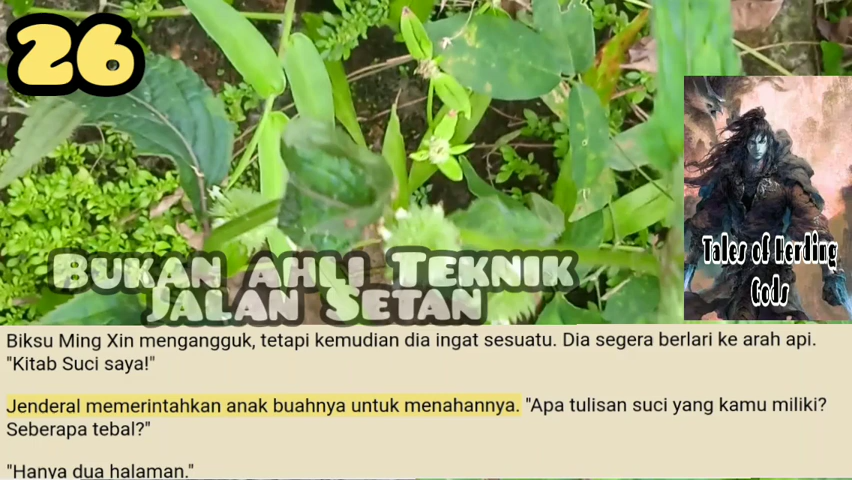 26
Tales of Herding
Gods
BUKAN AHLI TEKNIK
JALAN SETAN
Biksu Ming Xin mengangguk, tetapi kemudian dia ingat sesuatu. Dia segera berlari ke arah api.
"Kitab Suci saya!"
Jenderal memerintahkan anak buahnya untuk menahannya. "Apa tulisan suci yang kamu miliki?
Seberapa tebal?"
"Hanya dua halaman."